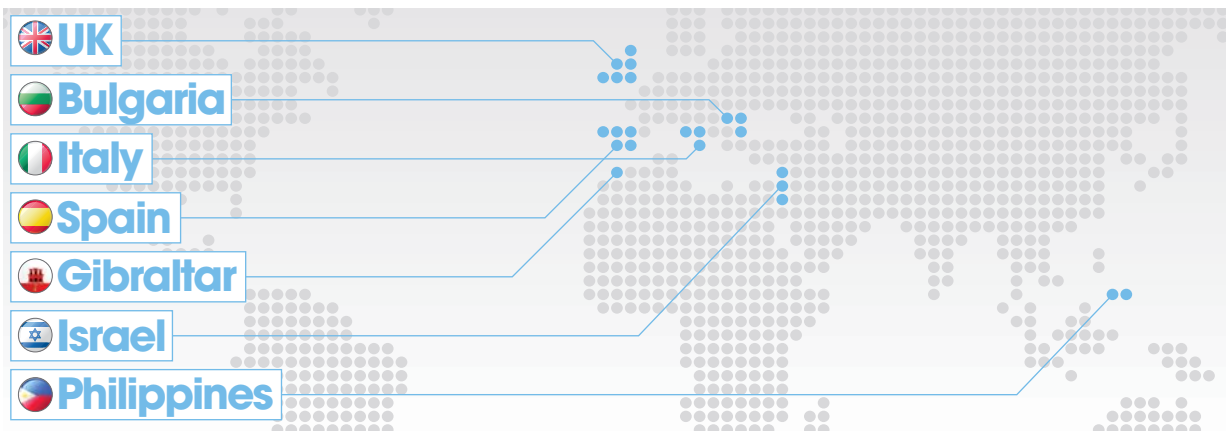 UK
Bulgaria
Italy
Spain
Gibraltar
Israel
Philippines